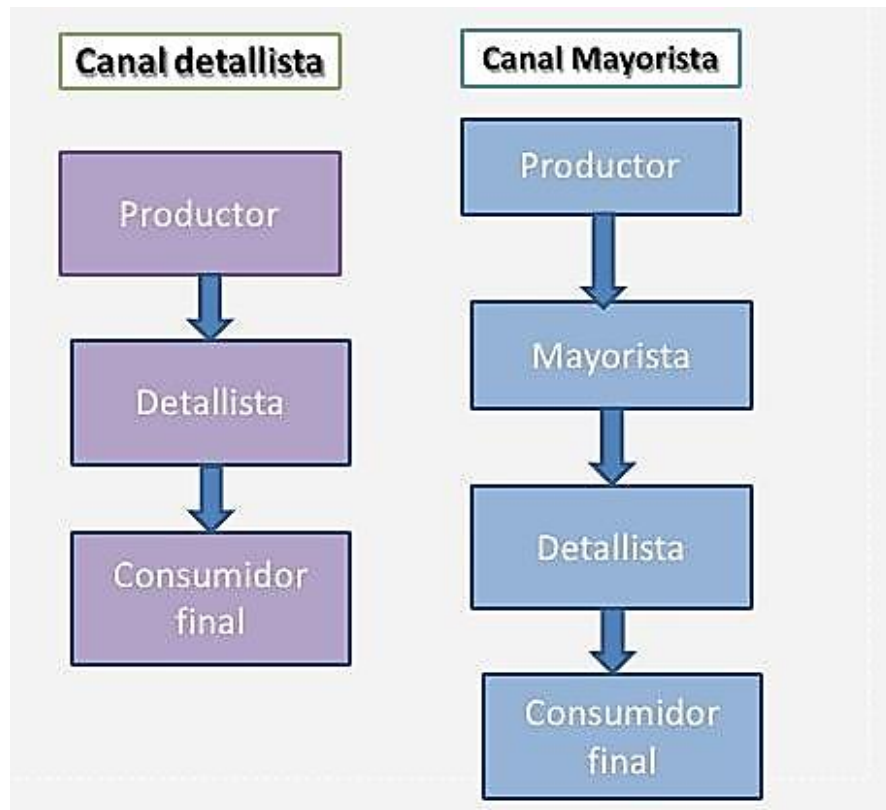 Canal detallista
Productor
Detallista
Consumidor
final
Canal Mayorista
Productor
Mayorista
Detallista
Consumidor
final